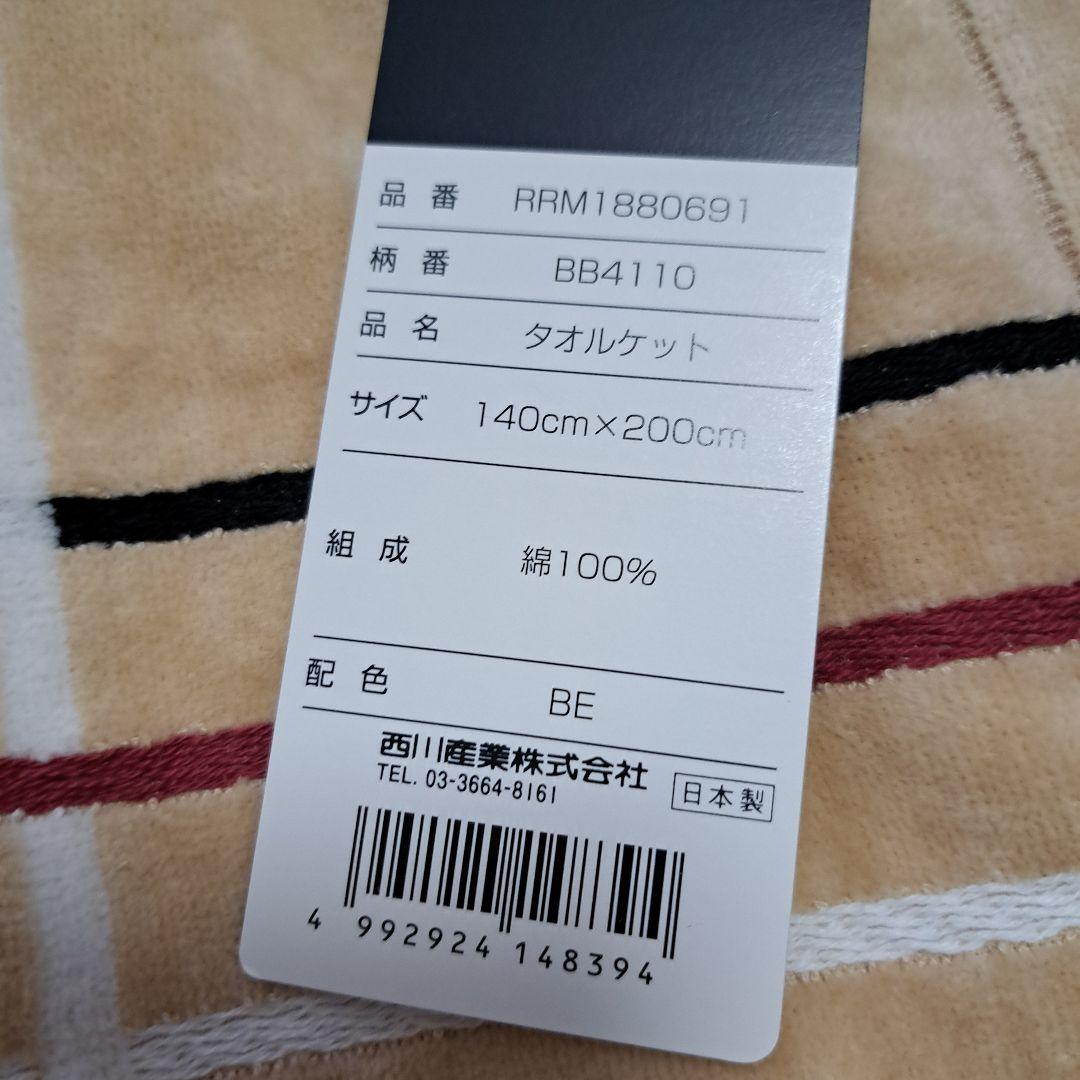 品番 RRM1880691
柄番 BB4110
品名 タオルケット
サイズ 140cm×200cm
組成 綿100%
配色 BE
西川産業株式会社
TEL. 03-3664-8161
日本製
4 992924 148394